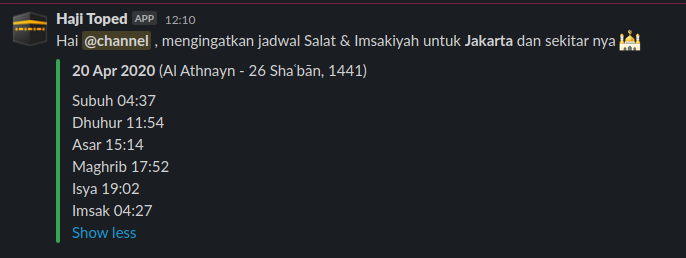 Haji Toped APP 12:10
Hai @channel , mengingatkan jadwal Salat & Imsakiyah untuk Jakarta dan sekitar nya 🕌
20 Apr 2020 (Al Athnayn - 26 Shaʿbān, 1441)
Subuh 04:37
Dhuhur 11:54
Asar 15:14
Maghrib 17:52
Isya 19:02
Imsak 04:27
Show less